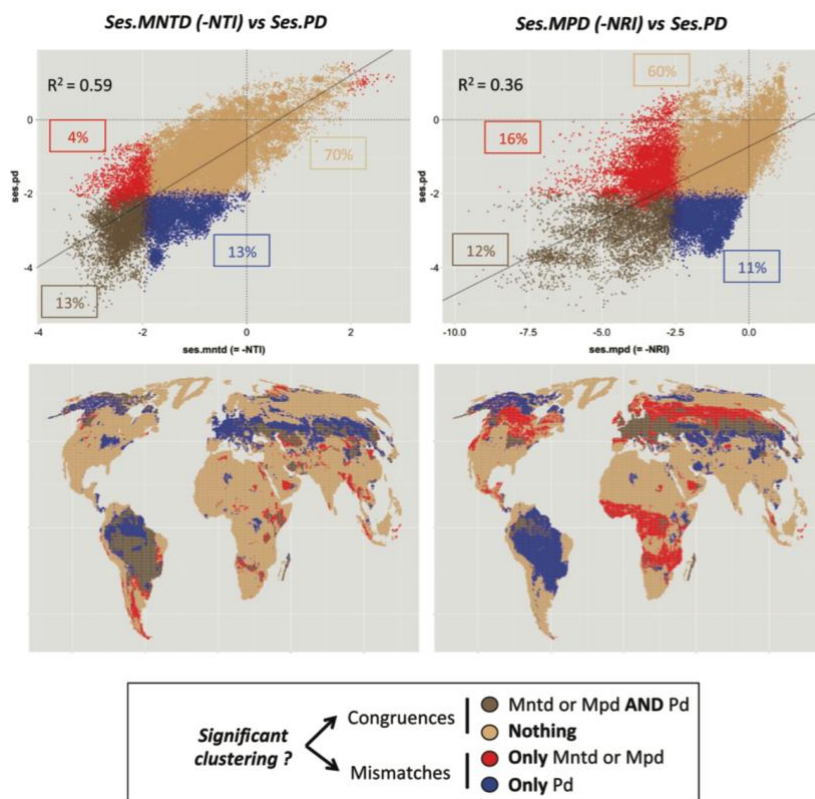 Ses.MNTD (-NTI) vs Ses.PD
R² = 0.59
4%
70%
13%
13%
0
-2
-4
ses.pd
-4
-2
0
2
ses.mntd (= -NTI)
Ses.MPD (-NRI) vs Ses.PD
R² = 0.36
60%
16%
12%
11%
0
-2
-4
ses.pd
-10.0
-7.5
-5.0
-2.5
0.0
ses.mpd (= -NRI)
Significant
clustering ?
Congruences
Mismatches
Mntd or Mpd AND Pd
Nothing
Only Mntd or Mpd
Only Pd